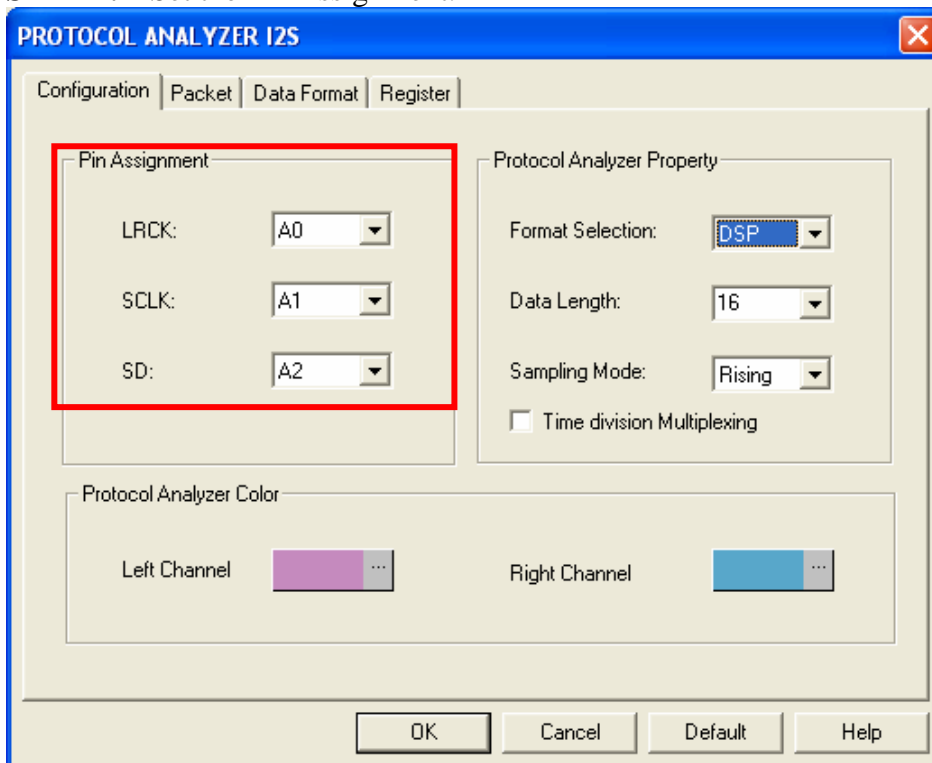 PROTOCOL ANALYZER I2S
Configuration Packet Data Format Register
Pin Assignment
LRCK: A0
SCLK: A1
SD: A2
Protocol Analyzer Property
Format Selection: DSP
Data Length: 16
Sampling Mode: Rising
Time division Multiplexing
Protocol Analyzer Color
Left Channel ...
Right Channel ...
OK Cancel Default Help